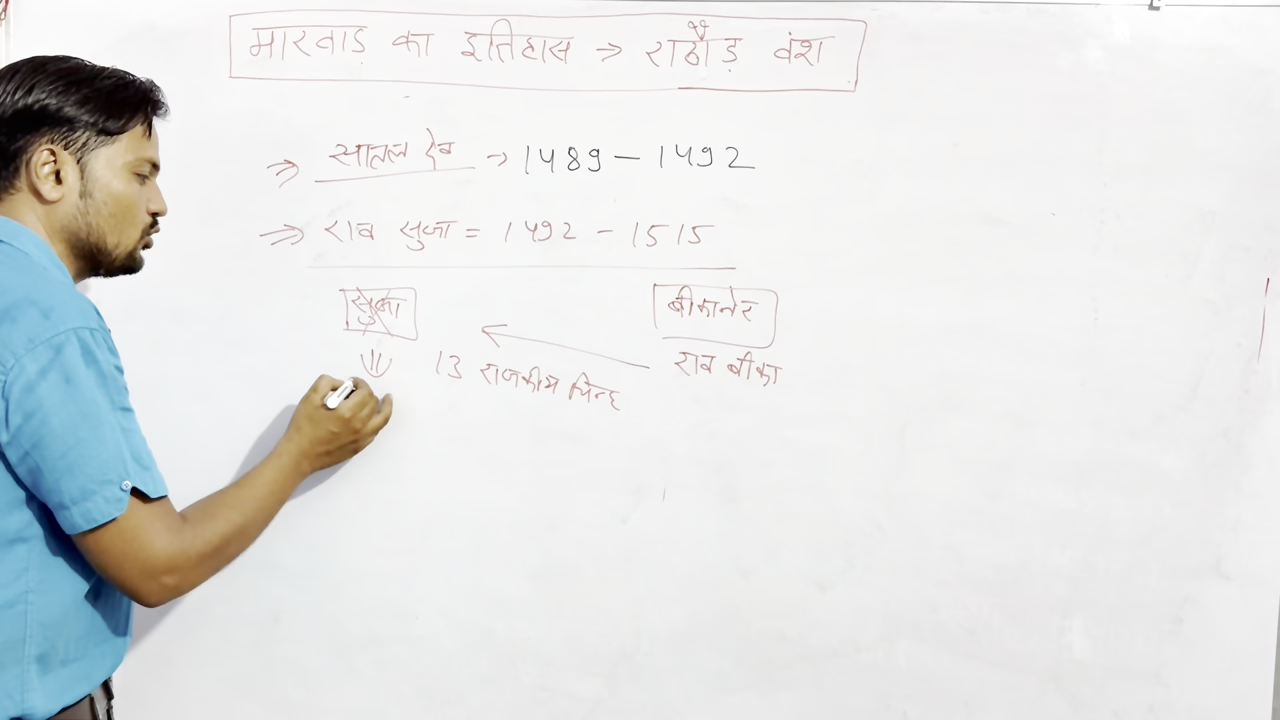 मारवाड़ का इतिहास → राठौड़ वंश
⇒ सातल देव → 1489 – 1492
⇒ राव सुजा = 1492 – 1515
सुजा
बीकानेर
राव बीका
13 राजकीय चिन्ह